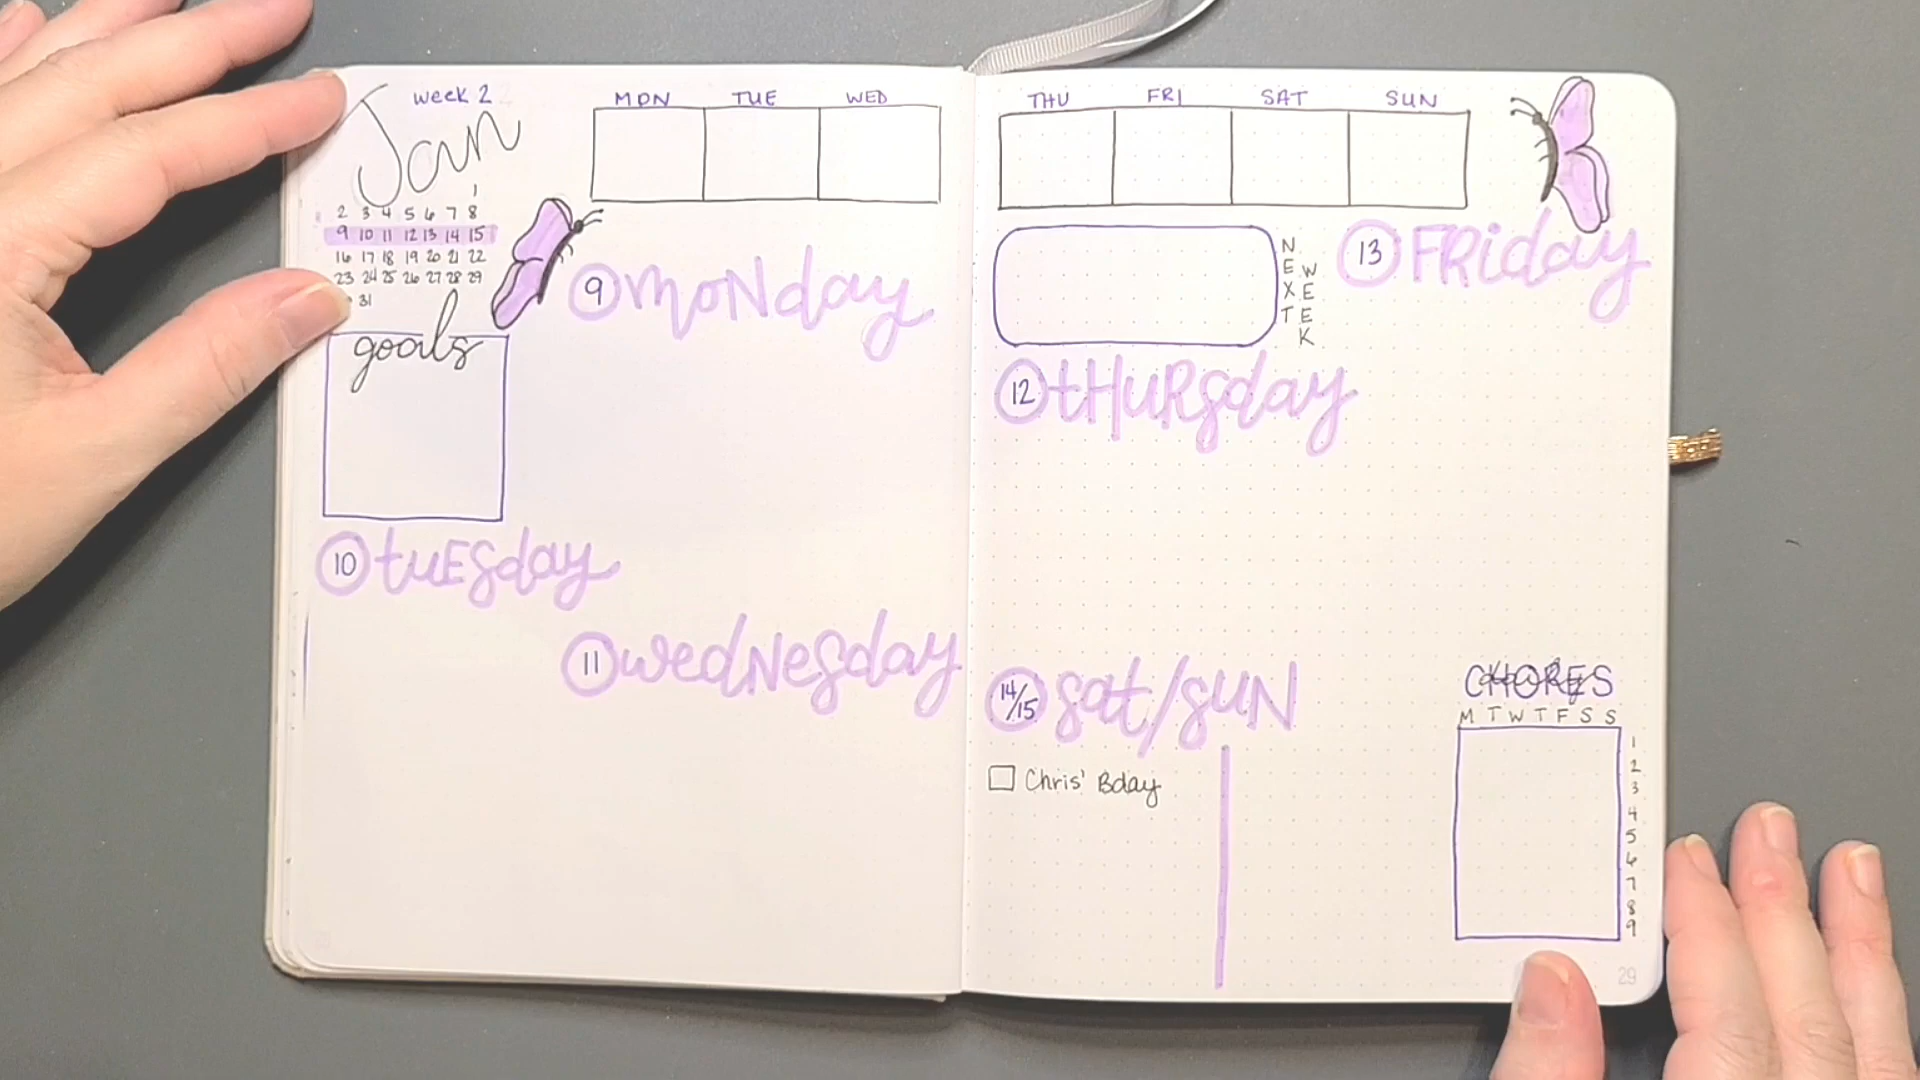 week 2
Jan
1
2 3 4 5 6 7 8
9 10 11 12 13 14 15
16 17 18 19 20 21 22
23 24 25 26 27 28 29
31
goals
MON TUE WED
9 MONday
10 tuESday
11 wedNeSday
THU FRI SAT SUN
NEXT
WEEK
12 tHURSday
13 FRiday
14/15 Sat/SUN
Chris' Bday
CHORES
M T W T F S S
1
2
3
4
5
6
7
8
9
29